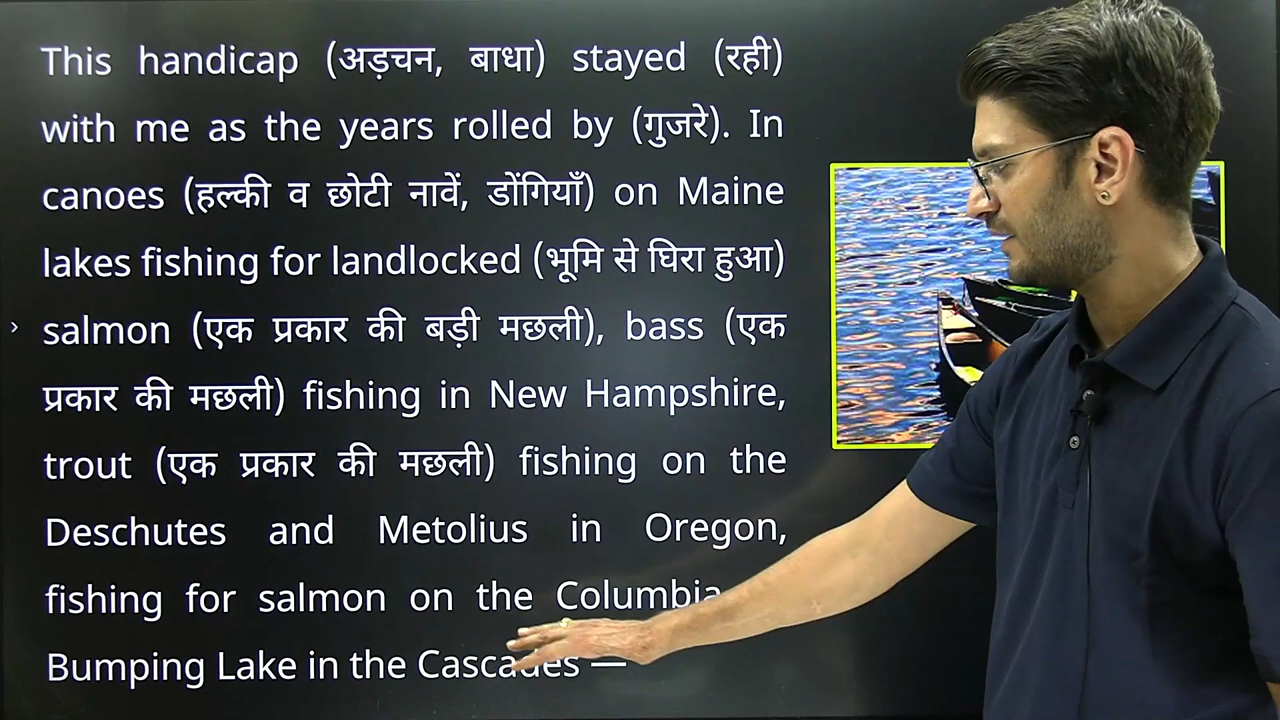 This handicap (अड़चन, बाधा) stayed (रही)
with me as the years rolled by (गुजरे). In
canoes (हल्की व छोटी नावें, डोंगियाँ) on Maine
lakes fishing for landlocked (भूमि से घिरा हुआ)
salmon (एक प्रकार की बड़ी मछली), bass (एक
प्रकार की मछली) fishing in New Hampshire,
trout (एक प्रकार की मछली) fishing on the
Deschutes and Metolius in Oregon,
fishing for salmon on the Columbia
Bumping Lake in the Cascades —